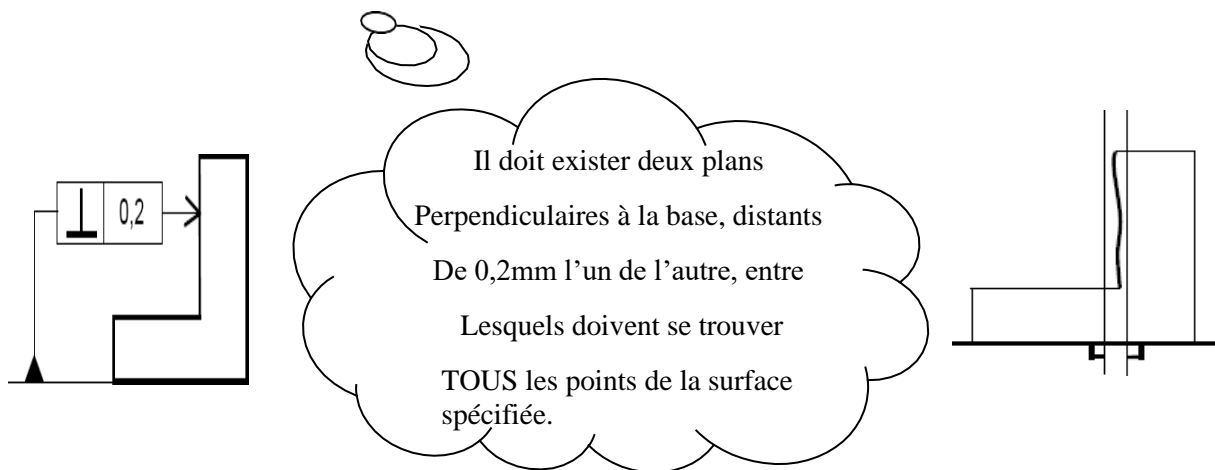 0,2
Il doit exister deux plans
Perpendiculaires à la base, distants
De 0,2mm l’un de l’autre, entre
Lesquels doivent se trouver
TOUS les points de la surface
spécifiée.